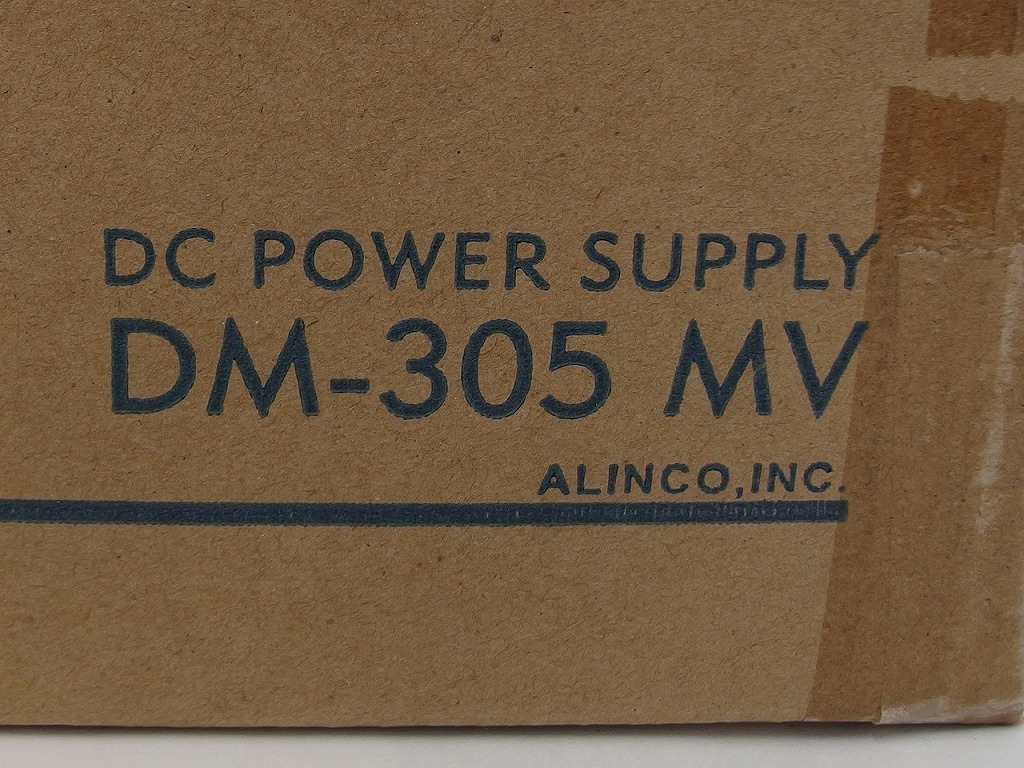 DC POWER SUPPLY
DM-305 MV
ALINCO,INC.